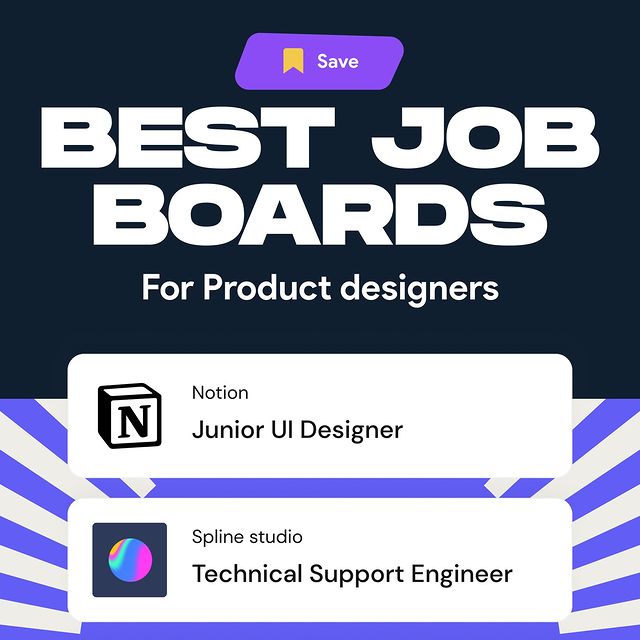 Save
BEST JOB
BOARDS
For Product designers
N
Notion
Junior UI Designer
Spline studio
Technical Support Engineer